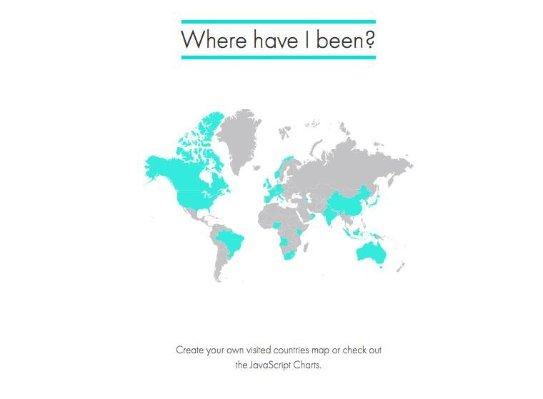 Where have I been?
Create your own visited countries map or check out
the JavaScript Charts.